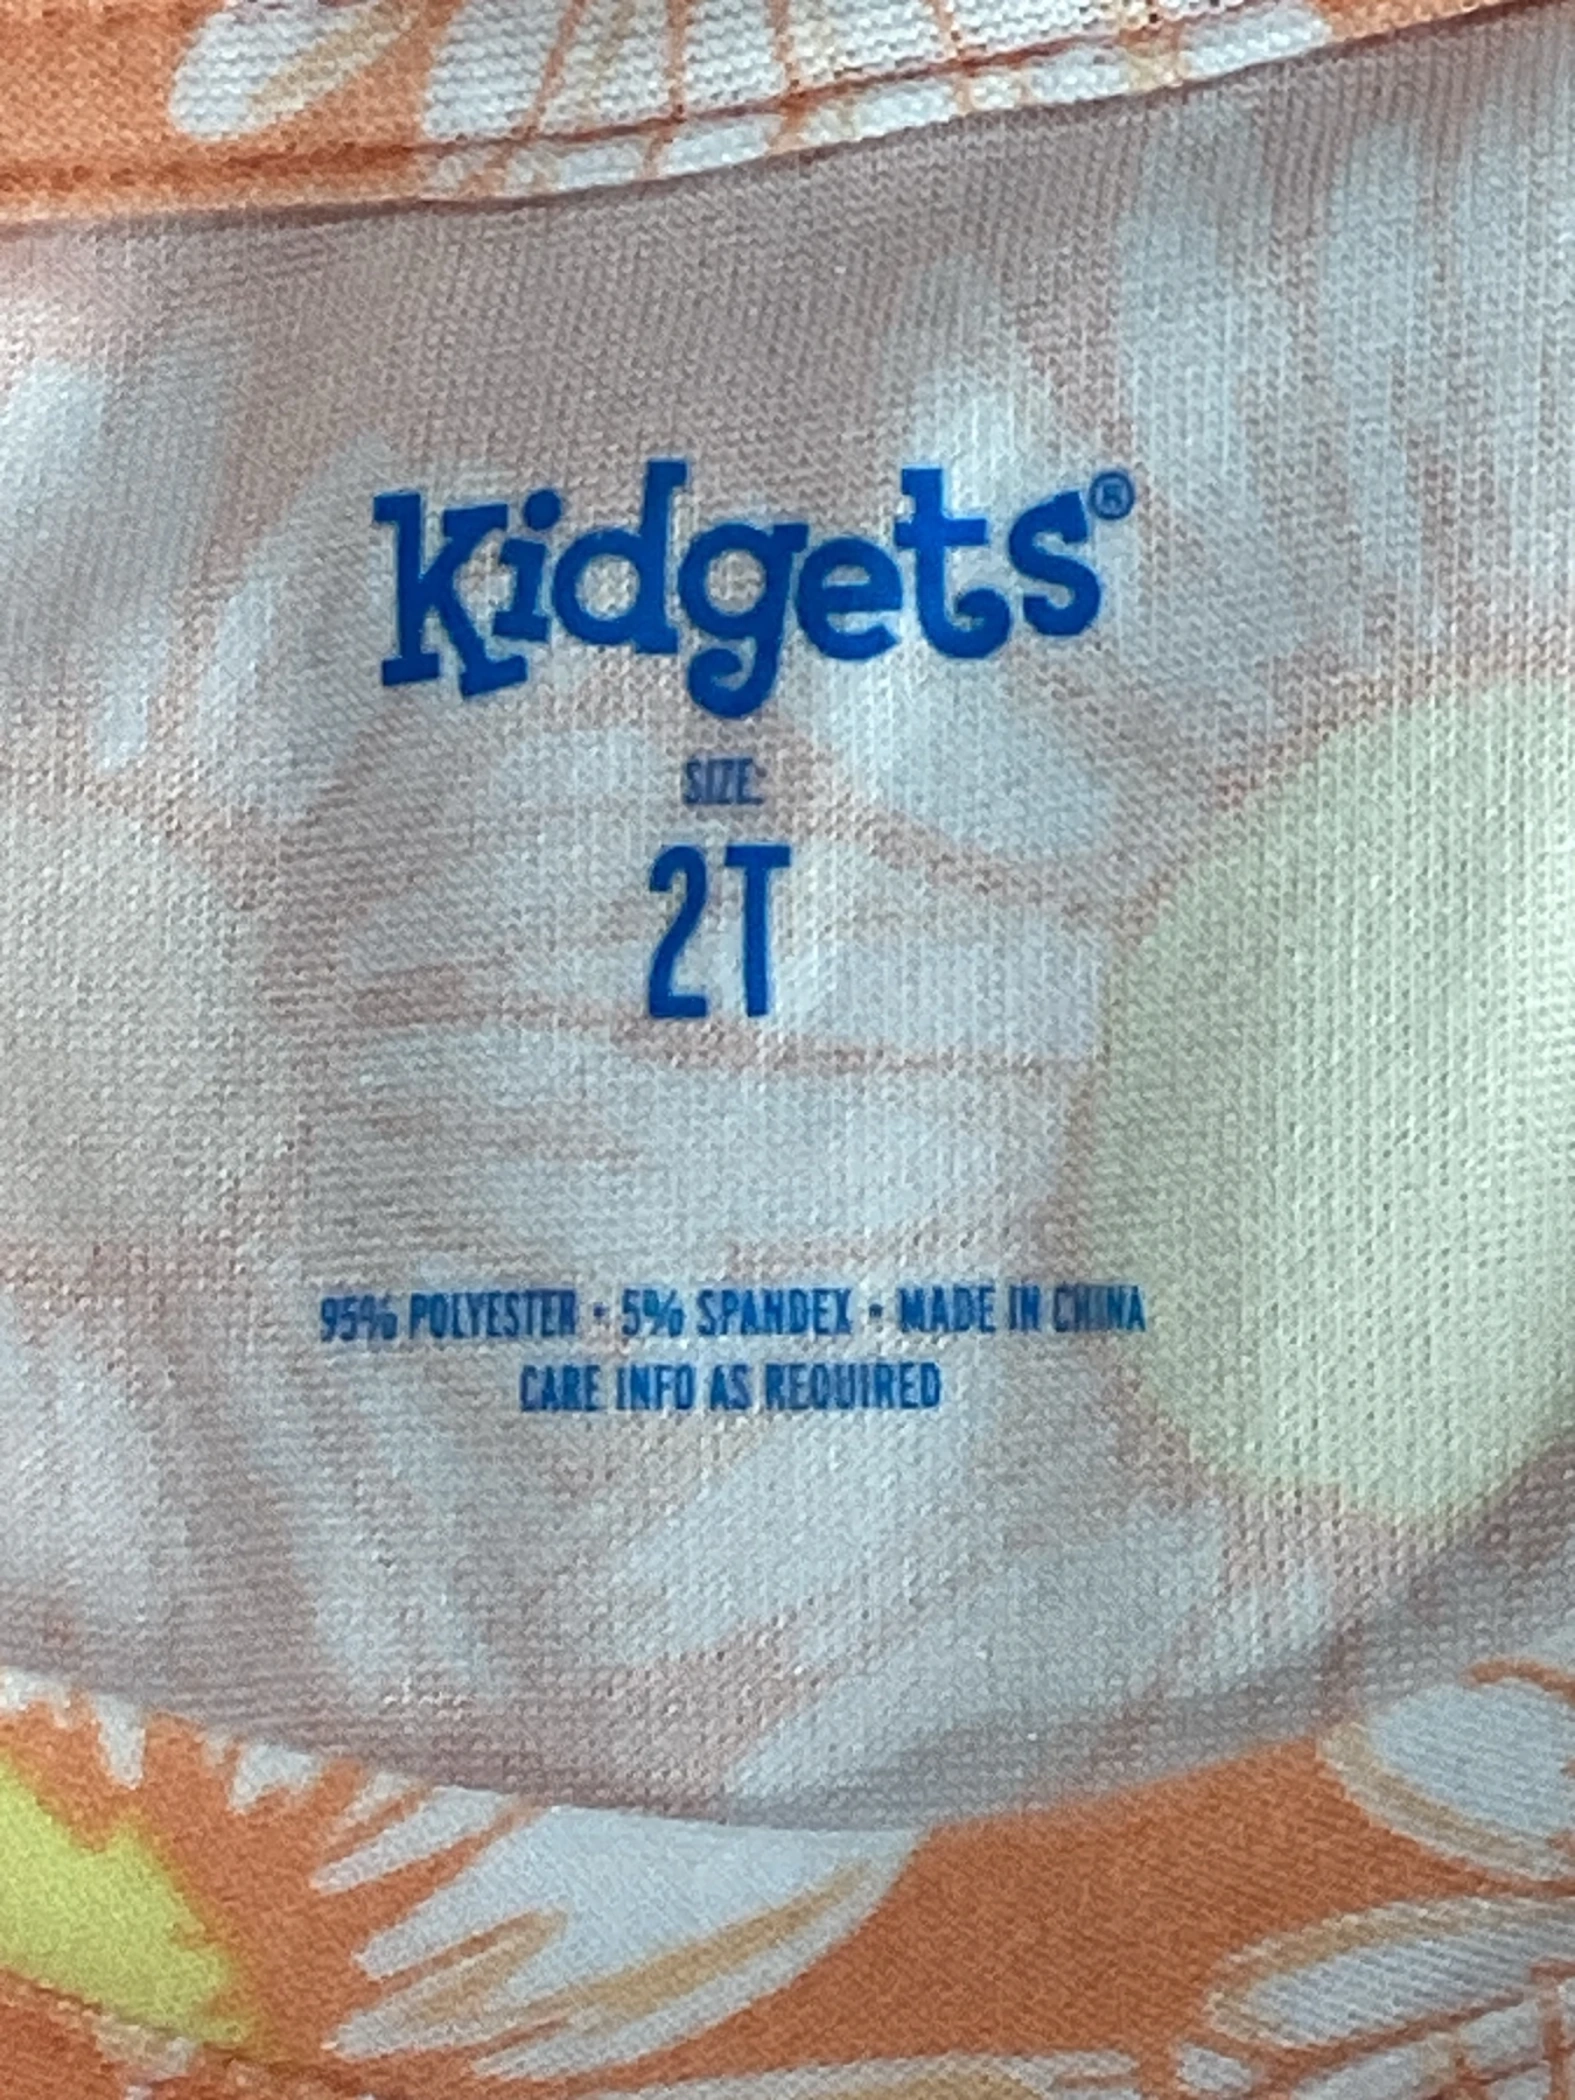 Kidgets®
SIZE:
2T
95% POLYESTER • 5% SPANDEX • MADE IN CHINA
CARE INFO AS REQUIRED